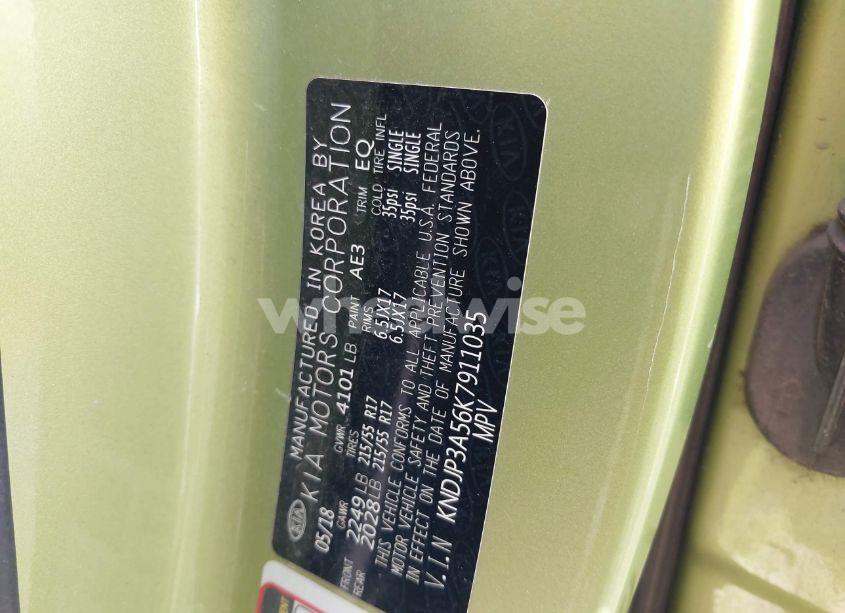 KIA MANUFACTURED IN KOREA BY
KIA MOTORS CORPORATION
05/18 GVWR 4101 LB PAINT AE3 TRIM EQ
GAWR TIRES RIMS COLD TIRE INFL
FRONT 2249 LB 215/55 R17 6.5JX17 35psi SINGLE
REAR 2028 LB 215/55 R17 6.5JX17 35psi SINGLE
THIS VEHICLE CONFORMS TO ALL APPLICABLE U.S.A. FEDERAL
MOTOR VEHICLE SAFETY AND THEFT PREVENTION STANDARDS
IN EFFECT ON THE DATE OF MANUFACTURE SHOWN ABOVE.
V.I.N KNDJP3A56K7911035
MPV
wheelwise